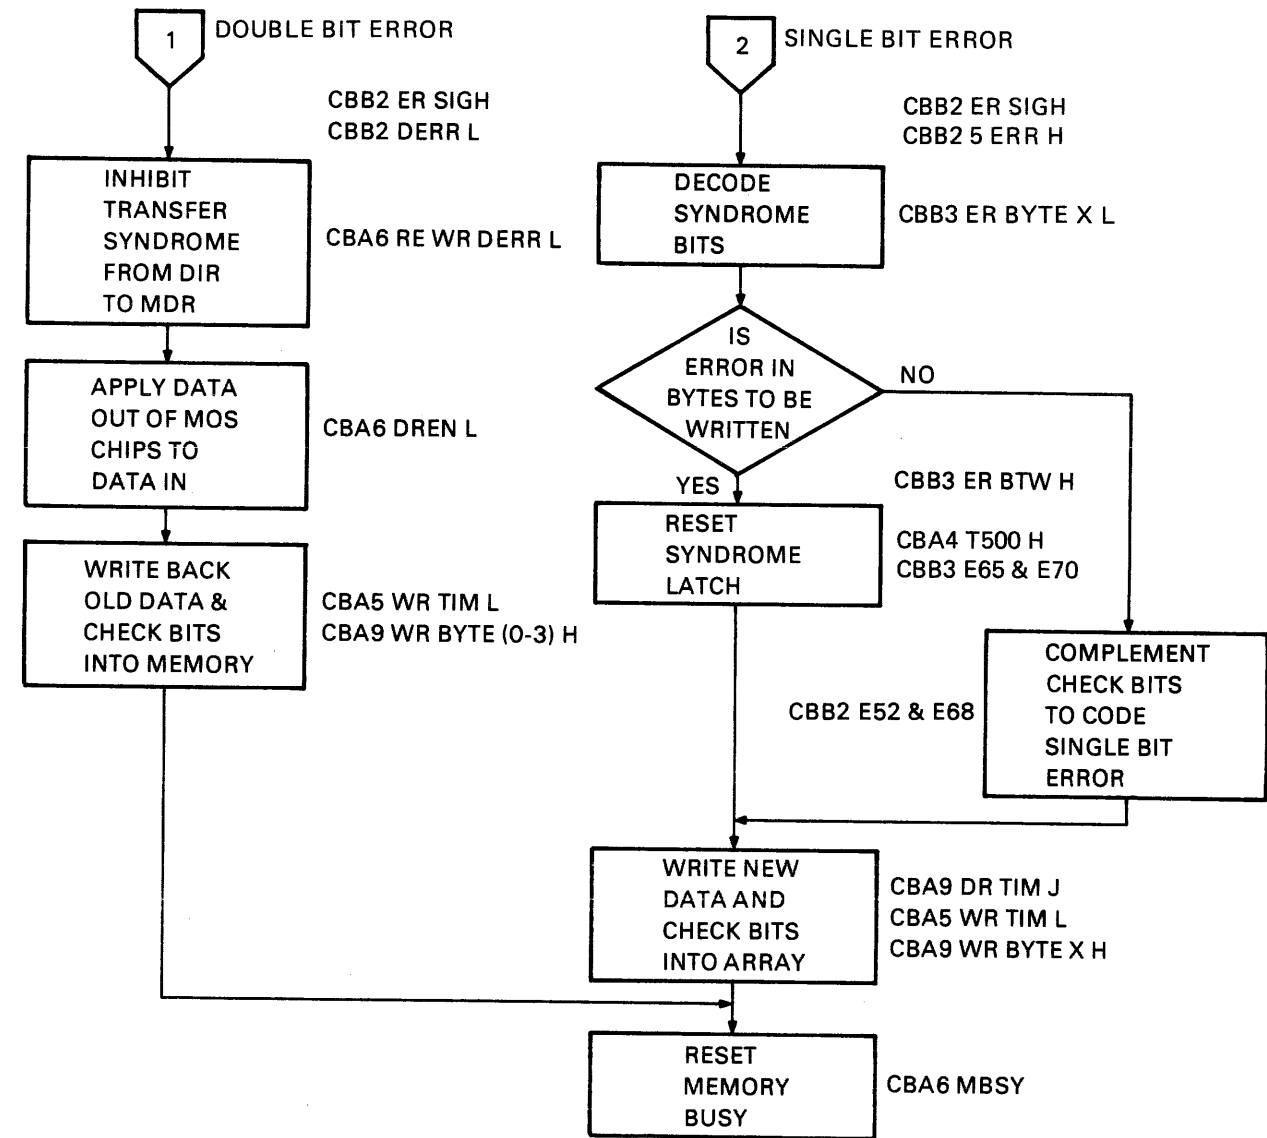 1
DOUBLE BIT ERROR
CBB2 ER SIGH
CBB2 DERR L
INHIBIT
TRANSFER
SYNDROME
FROM DIR
TO MDR
CBA6 RE WR DERR L
APPLY DATA
OUT OF MOS
CHIPS TO
DATA IN
CBA6 DREN L
WRITE BACK
OLD DATA &
CHECK BITS
INTO MEMORY
CBA5 WR TIM L
CBA9 WR BYTE (0-3) H
2
SINGLE BIT ERROR
CBB2 ER SIGH
CBB2 5 ERR H
DECODE
SYNDROME
BITS
CBB3 ER BYTE X L
IS
ERROR IN
BYTES TO BE
WRITTEN
NO
YES
CBB3 ER BTW H
RESET
SYNDROME
LATCH
CBA4 T500 H
CBB3 E65 & E70
COMPLEMENT
CHECK BITS
TO CODE
SINGLE BIT
ERROR
CBB2 E52 & E68
WRITE NEW
DATA AND
CHECK BITS
INTO ARRAY
CBA9 DR TIM J
CBA5 WR TIM L
CBA9 WR BYTE X H
RESET
MEMORY
BUSY
CBA6 MBSY